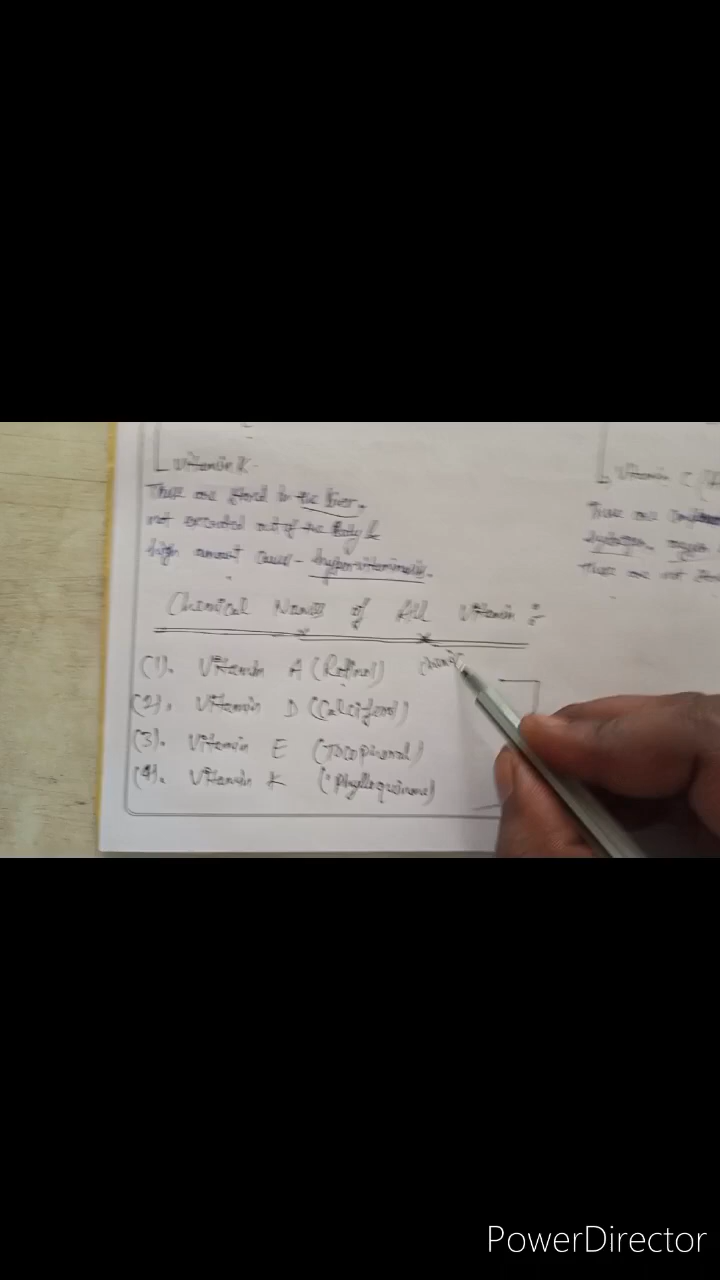 Vitamin K.
These are stored in the liver.
not excreted out of the Body &
high amount cause - hypervitaminosis.
Chemical Names of All Vitamin :-
(1). Vitamin A (Retinol)
(2). Vitamin D (Calciferol)
(3). Vitamin E (Tocopherol)
(4). Vitamin K (Phylloquinone)
Vitamin C
These are
hydrogen, oxygen
These are not
PowerDirector